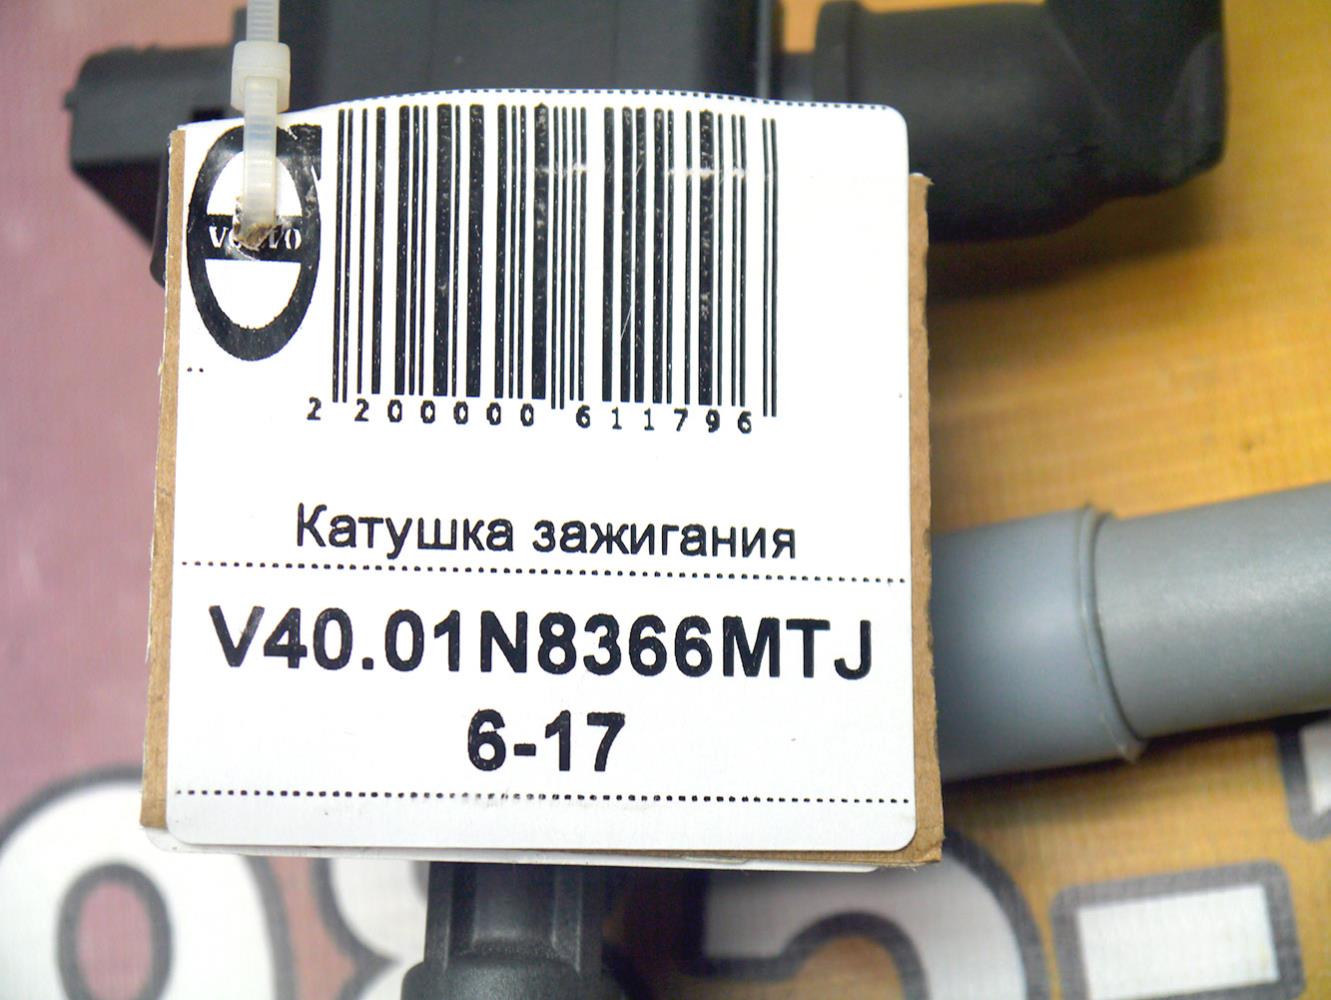 VOLVO
2 200000 611796
Катушка зажигания
V40.01N8366MTJ
6-17